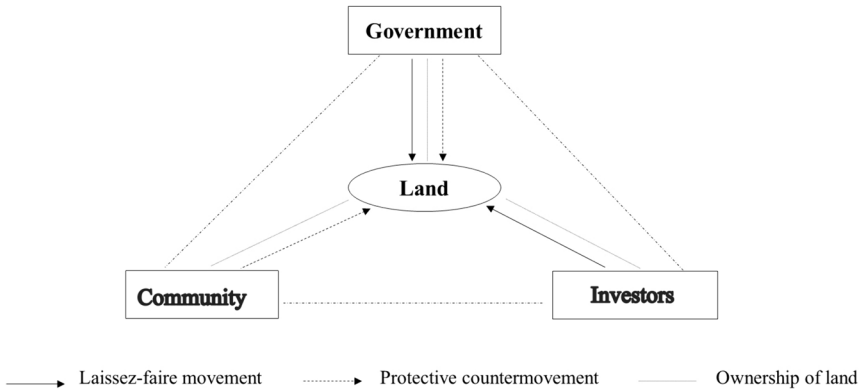 Government
Land
Community
Investors
Laissez-faire movement
Protective countermovement
Ownership of land